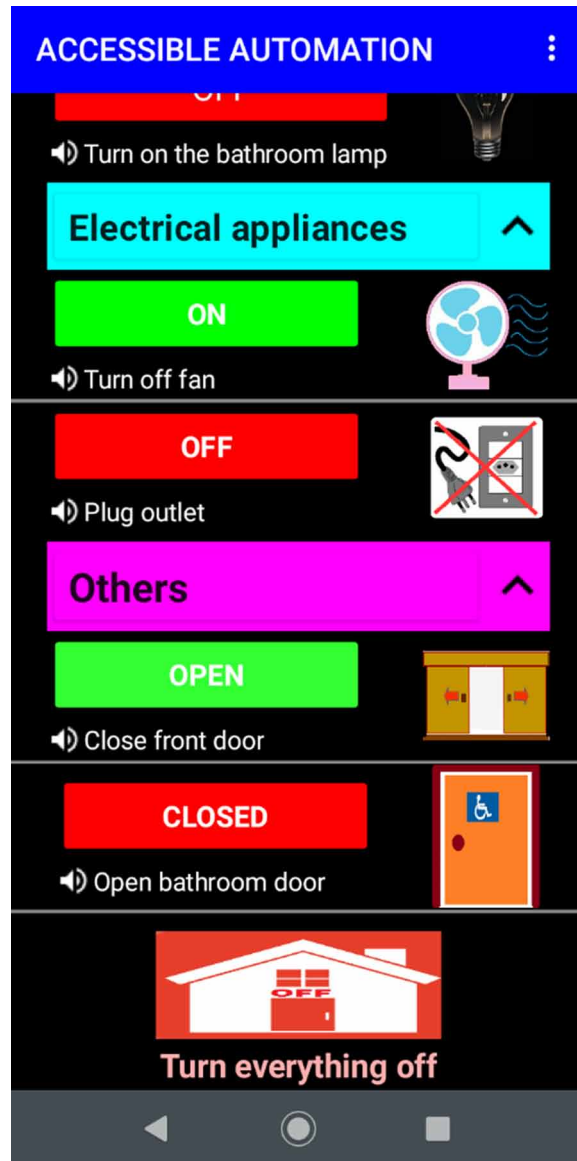 ACCESSIBLE AUTOMATION
OFF
Turn on the bathroom lamp
Electrical appliances
ON
Turn off fan
OFF
Plug outlet
Others
OPEN
Close front door
CLOSED
Open bathroom door
OFF
Turn everything off